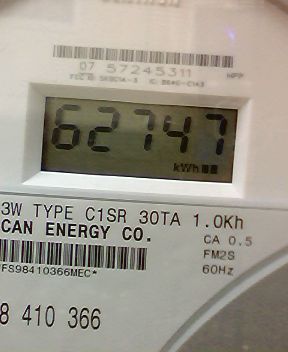 07 57245311
HPP
62747
kWh
3W TYPE C1SR 30TA 1.0Kh
CAN ENERGY CO.
CA 0.5
FM2S
60Hz
FS98410366MEC*
8 410 366